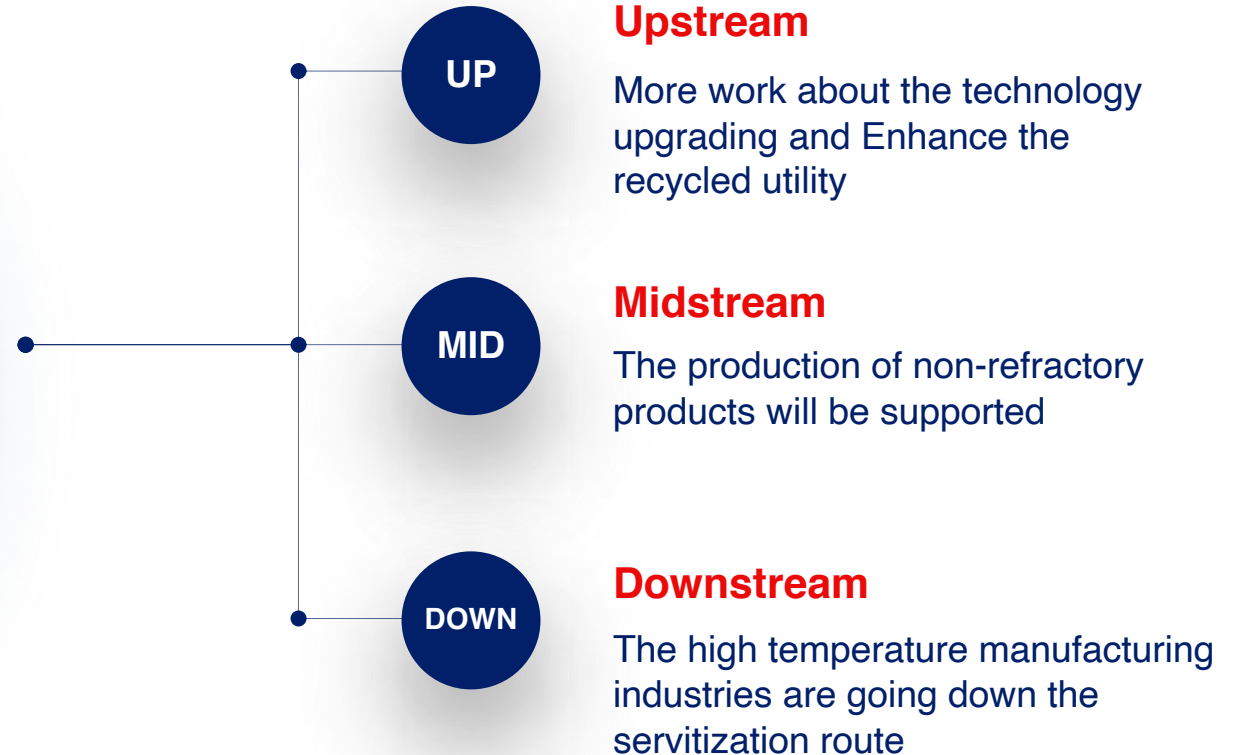 UP
Upstream
More work about the technology
upgrading and Enhance the
recycled utility
MID
Midstream
The production of non-refractory
products will be supported
DOWN
Downstream
The high temperature manufacturing
industries are going down the
servitization route